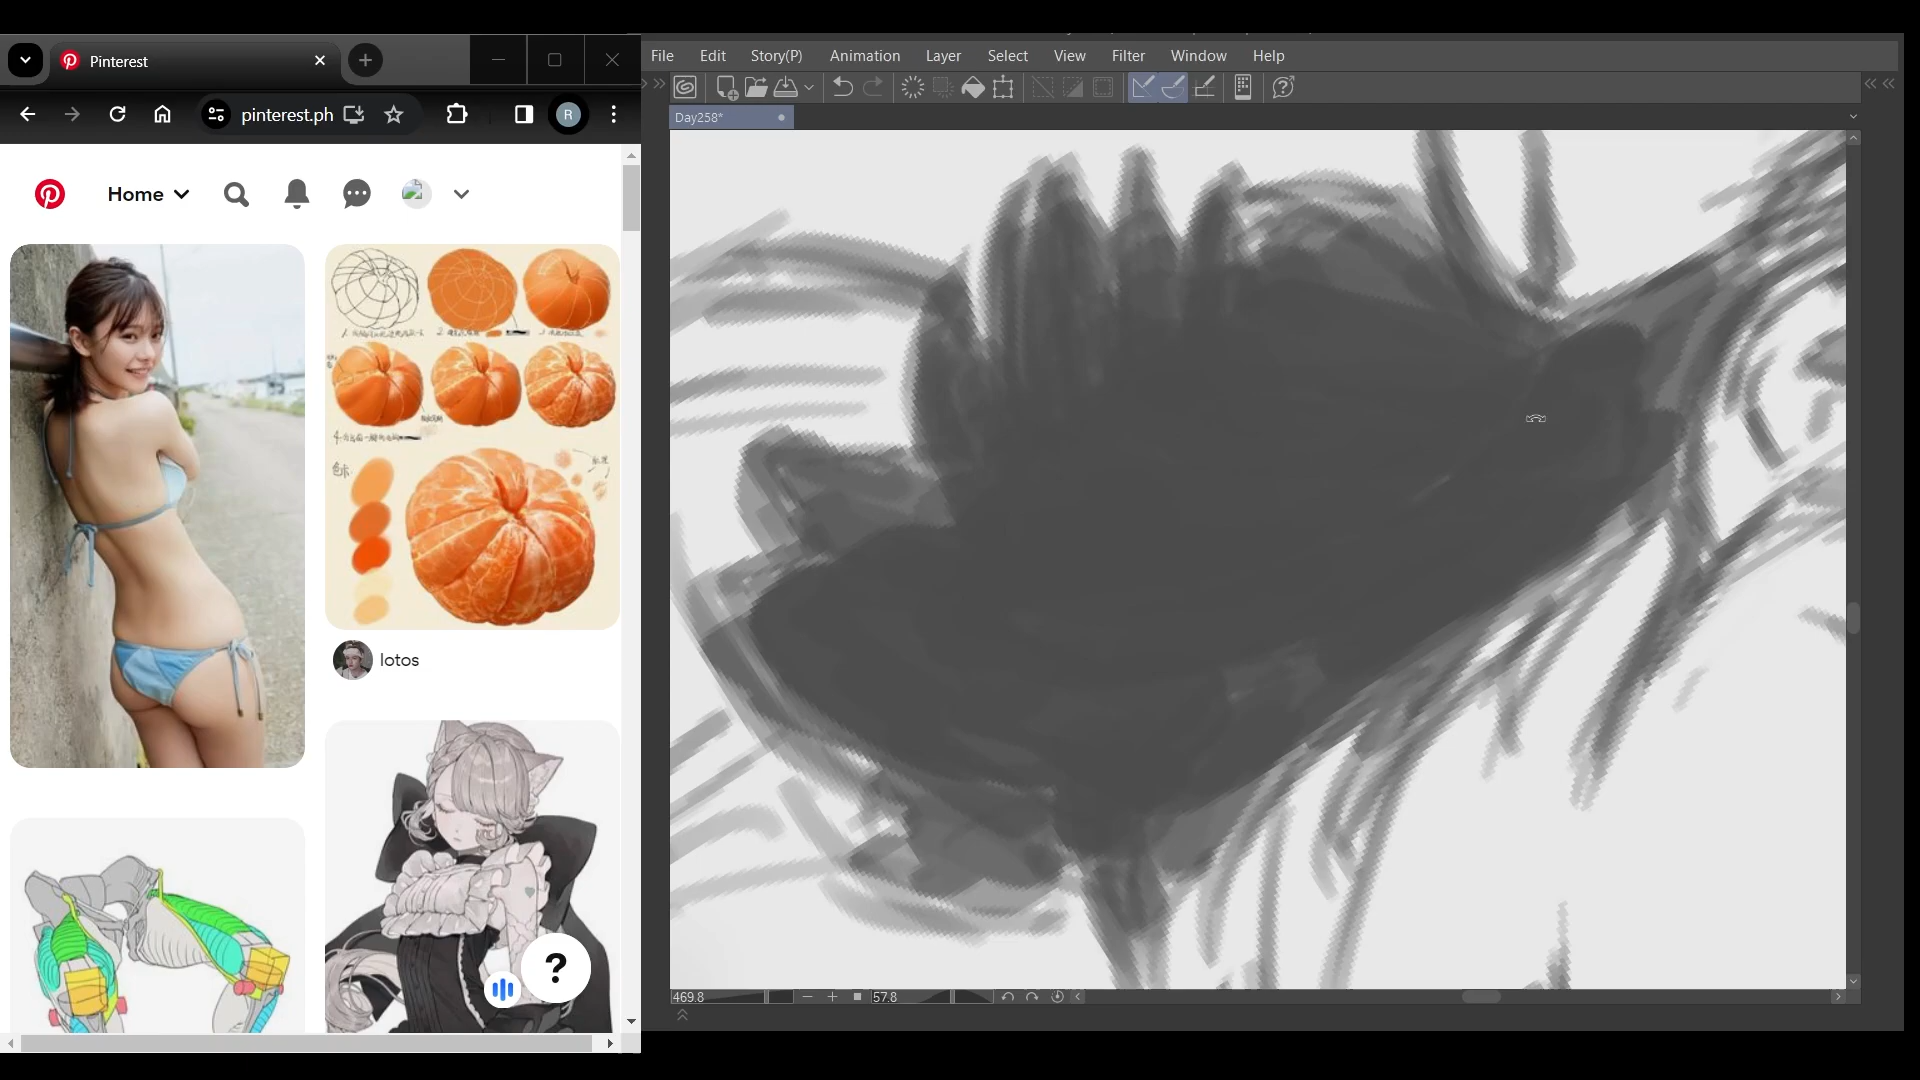 Pinterest
pinterest.ph
R
Home
lotos
?
File Edit Story(P) Animation Layer Select View Filter Window Help
Day258*
469.8
57.8